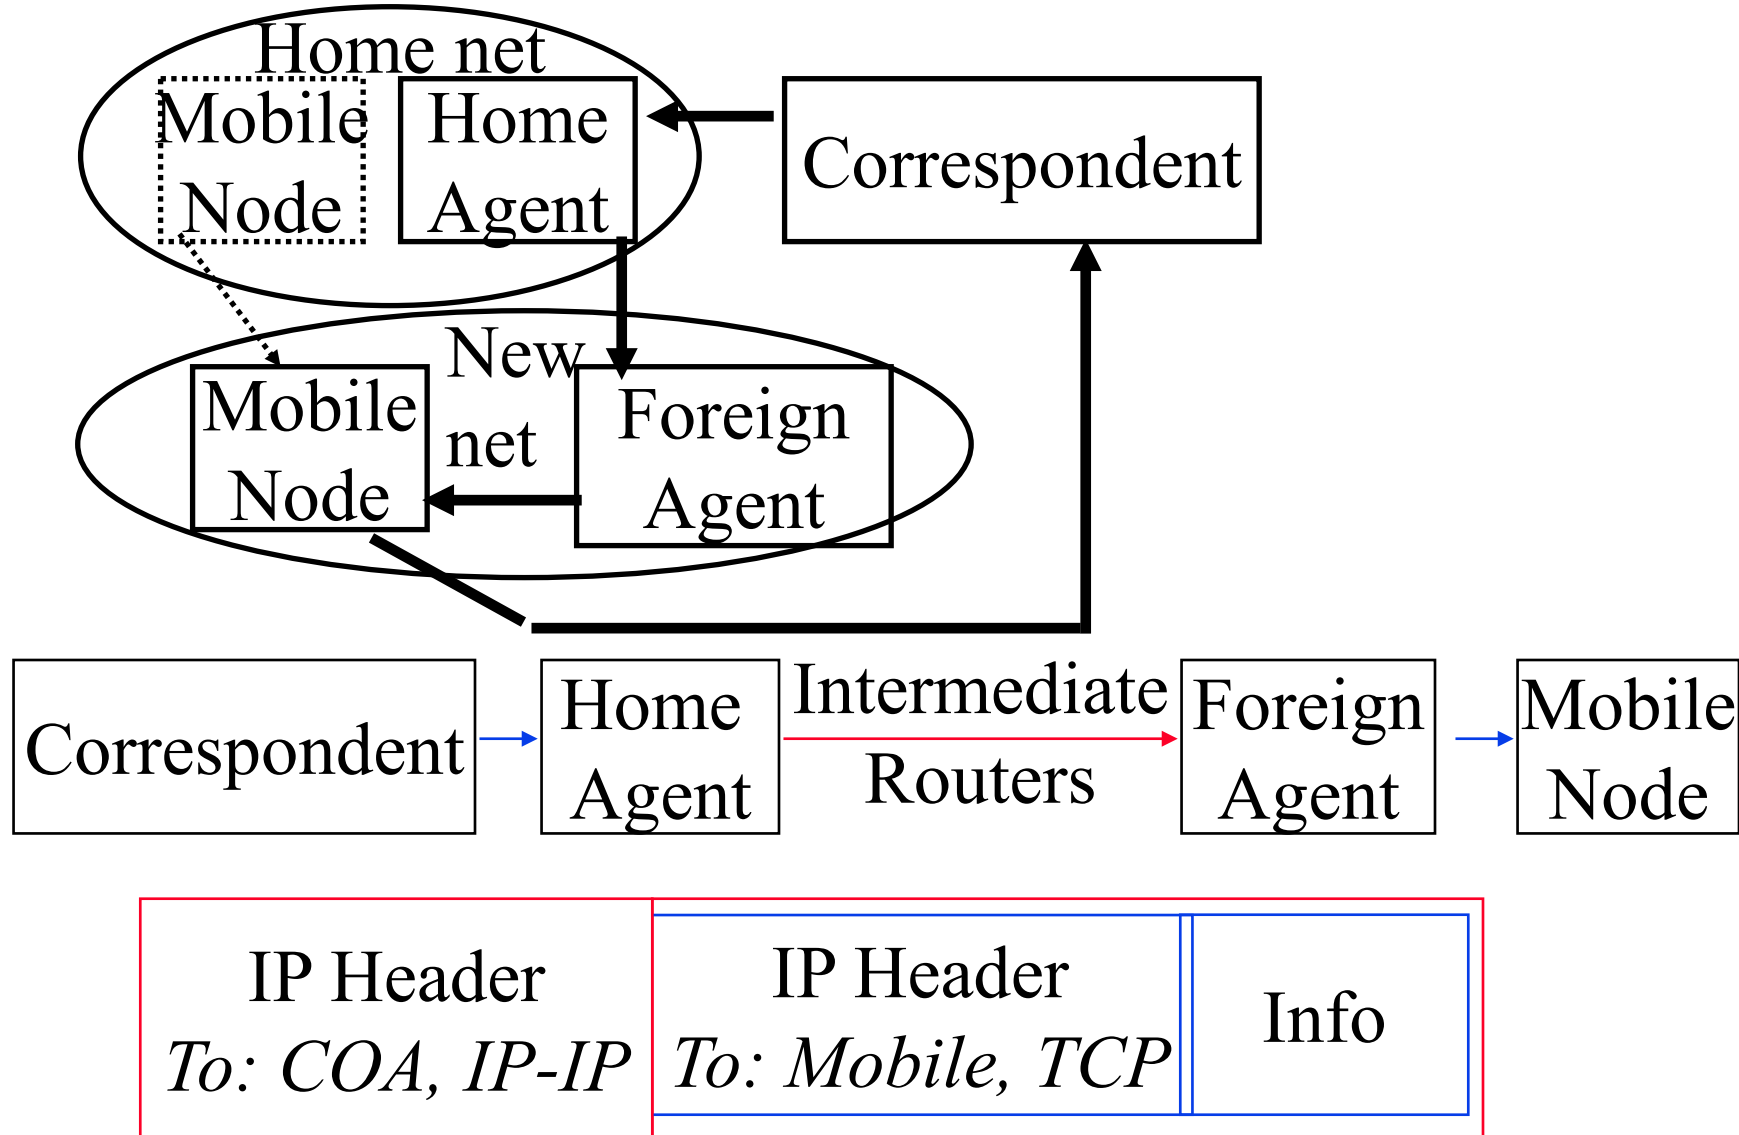 Home net
Mobile
Node
Home
Agent
Correspondent
New
net
Mobile
Node
Foreign
Agent
Correspondent
Home
Agent
Intermediate
Routers
Foreign
Agent
Mobile
Node
IP Header
To: COA, IP-IP
IP Header
To: Mobile, TCP
Info